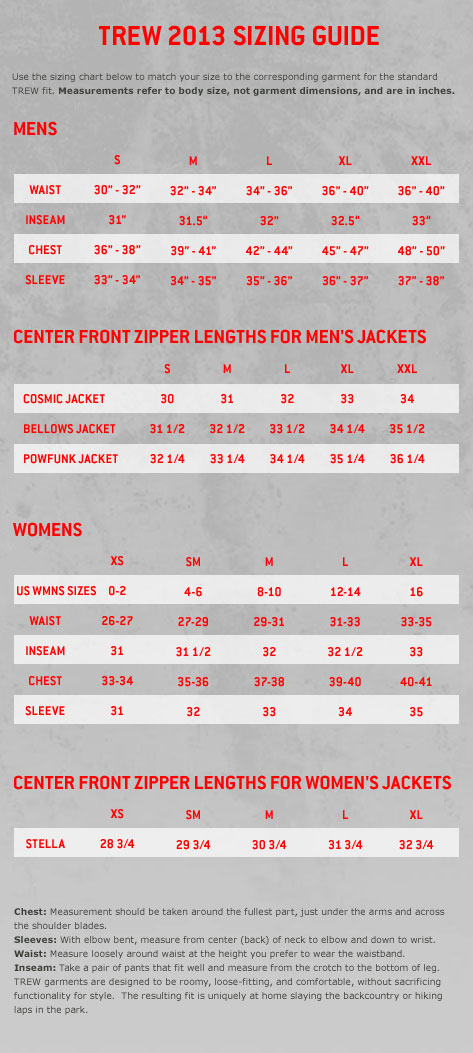 TREW 2013 SIZING GUIDE
Use the sizing chart below to match your size to the corresponding garment for the standard
TREW fit. Measurements refer to body size, not garment dimensions, and are in inches.
MENS
S M L XL XXL
WAIST 30" - 32" 32" - 34" 34" - 36" 36" - 40" 36" - 40"
INSEAM 31" 31.5" 32" 32.5" 33"
CHEST 36" - 38" 39" - 41" 42" - 44" 45" - 47" 48" - 50"
SLEEVE 33" - 34" 34" - 35" 35" - 36" 36" - 37" 37" - 38"
CENTER FRONT ZIPPER LENGTHS FOR MEN'S JACKETS
S M L XL XXL
COSMIC JACKET 30 31 32 33 34
BELLOWS JACKET 31 1/2 32 1/2 33 1/2 34 1/4 35 1/2
POWFUNK JACKET 32 1/4 33 1/4 34 1/4 35 1/4 36 1/4
WOMENS
XS SM M L XL
US WMNS SIZES 0-2 4-6 8-10 12-14 16
WAIST 26-27 27-29 29-31 31-33 33-35
INSEAM 31 31 1/2 32 32 1/2 33
CHEST 33-34 35-36 37-38 39-40 40-41
SLEEVE 31 32 33 34 35
CENTER FRONT ZIPPER LENGTHS FOR WOMEN'S JACKETS
XS SM M L XL
STELLA 28 3/4 29 3/4 30 3/4 31 3/4 32 3/4
Chest: Measurement should be taken around the fullest part, just under the arms and across
the shoulder blades.
Sleeves: With elbow bent, measure from center (back) of neck to elbow and down to wrist.
Waist: Measure loosely around waist at the height you prefer to wear the waistband.
Inseam: Take a pair of pants that fit well and measure from the crotch to the bottom of leg.
TREW garments are designed to be roomy, loose-fitting, and comfortable, without sacrificing
functionality for style. The resulting fit is uniquely at home slaying the backcountry or hiking
laps in the park.